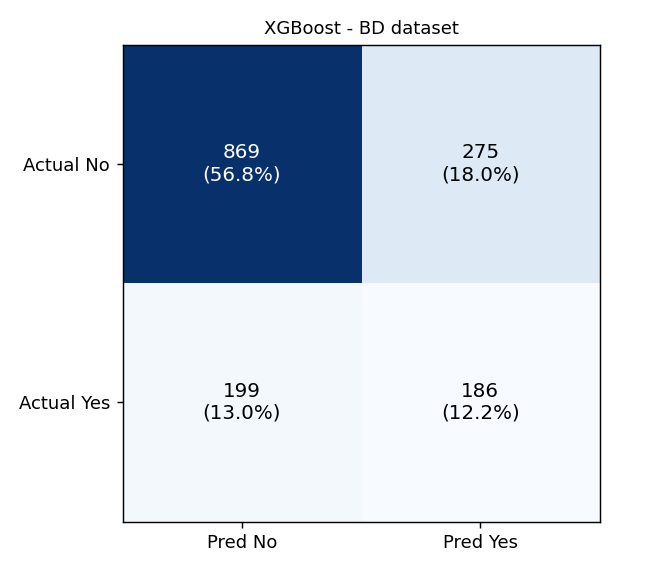 XGBoost - BD dataset
Actual No
869
(56.8%)
275
(18.0%)
Actual Yes
199
(13.0%)
186
(12.2%)
Pred No
Pred Yes